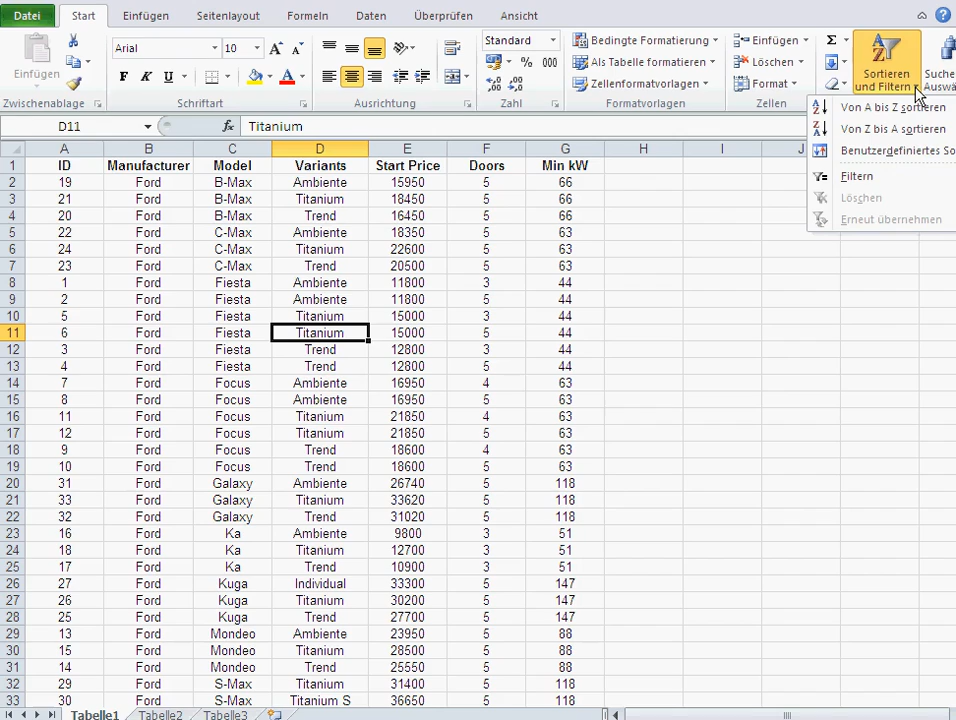 Datei Start Einfügen Seitenlayout Formeln Daten Überprüfung Ansicht
Arial 10 Standard Bedingte Formatierung Einfügen Σ
Einfügen Als Tabelle formatieren Löschen Sortieren
F K U A % 000 Zellenformatvorlagen Format und Filtern
Zwischenablage Schriftart Ausrichtung Zahl Formatvorlagen Zellen
Von A bis Z sortieren
Von Z bis A sortieren
Benutzerdefiniertes So
Filtern
Löschen
Erneut übernehmen
D11 fx Titanium
A B C D E F G H I J
1 ID Manufacturer Model Variants Start Price Doors Min kW
2 19 Ford B-Max Ambiente 15950 5 66
3 21 Ford B-Max Titanium 18450 5 66
4 20 Ford B-Max Trend 16450 5 66
5 22 Ford C-Max Ambiente 18350 5 63
6 24 Ford C-Max Titanium 22600 5 63
7 23 Ford C-Max Trend 20500 5 63
8 1 Ford Fiesta Ambiente 11800 3 44
9 2 Ford Fiesta Ambiente 11800 5 44
10 5 Ford Fiesta Titanium 15000 3 44
11 6 Ford Fiesta Titanium 15000 5 44
12 3 Ford Fiesta Trend 12800 3 44
13 4 Ford Fiesta Trend 12800 5 44
14 7 Ford Focus Ambiente 16950 4 63
15 8 Ford Focus Ambiente 16950 5 63
16 11 Ford Focus Titanium 21850 4 63
17 12 Ford Focus Titanium 21850 5 63
18 9 Ford Focus Trend 18600 4 63
19 10 Ford Focus Trend 18600 5 63
20 31 Ford Galaxy Ambiente 26740 5 118
21 33 Ford Galaxy Titanium 33620 5 118
22 32 Ford Galaxy Trend 31020 5 118
23 16 Ford Ka Ambiente 9800 3 51
24 18 Ford Ka Titanium 12700 3 51
25 17 Ford Ka Trend 10900 3 51
26 27 Ford Kuga Individual 33300 5 147
27 26 Ford Kuga Titanium 30200 5 147
28 25 Ford Kuga Trend 27700 5 147
29 13 Ford Mondeo Ambiente 23950 5 88
30 15 Ford Mondeo Titanium 28500 5 88
31 14 Ford Mondeo Trend 25550 5 88
32 29 Ford S-Max Titanium 31400 5 118
33 30 Ford S-Max Titanium S 36650 5 118
Tabelle1 Tabelle2 Tabelle3